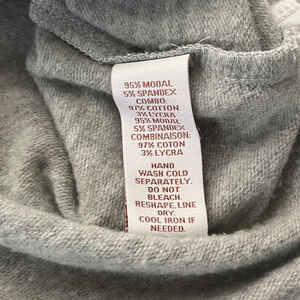 95% MODAL
5% SPANDEX
COMBO:
97% COTTON
3% LYCRA
95% MODAL
5% SPANDEX
COMBINAISON:
97% COTON
3% LYCRA
HAND
WASH COLD
SEPARATELY.
DO NOT
BLEACH.
RESHAPE,LINE
DRY.
COOL IRON IF
NEEDED.